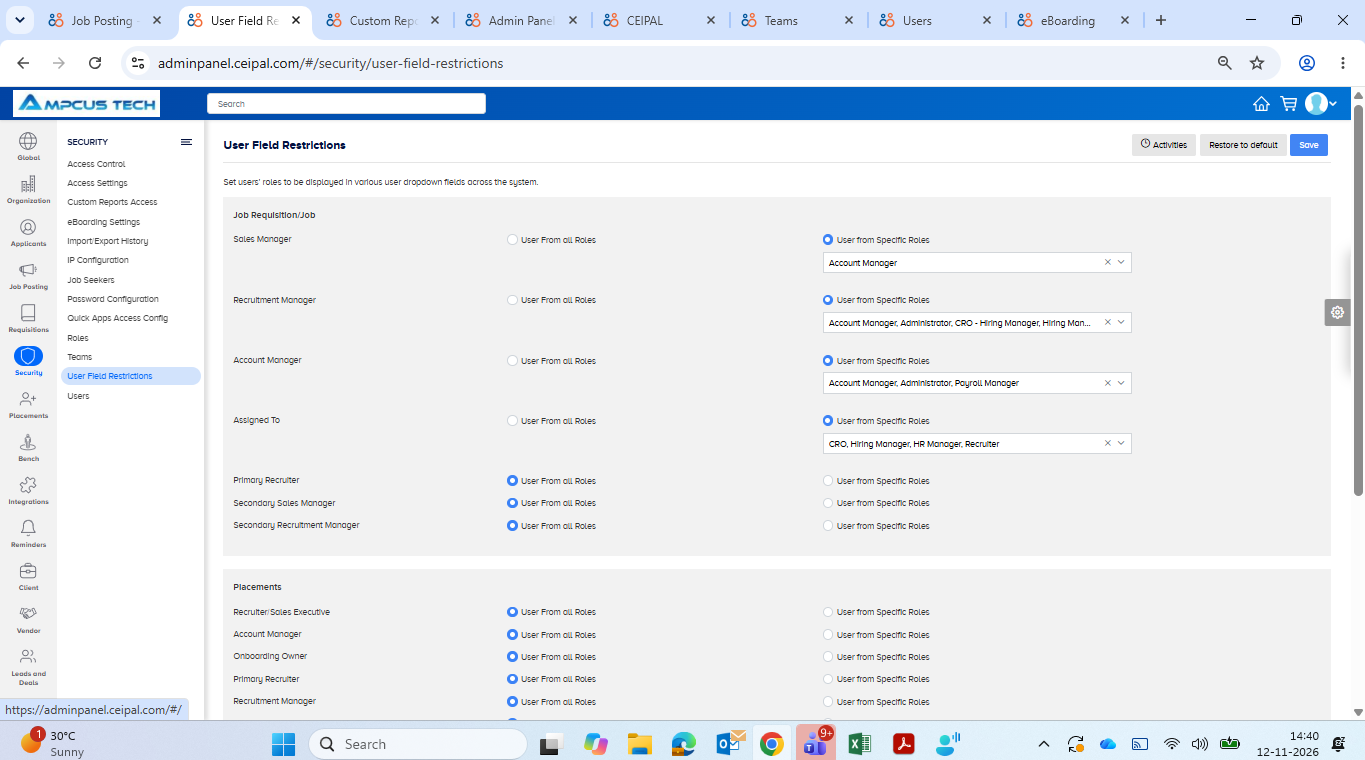 Job Posting -
User Field Re
Custom Repo
Admin Panel
CEIPAL
Teams
Users
eBoarding
adminpanel.ceipal.com/#/security/user-field-restrictions
AMPCUS TECH
Search
Global
Organization
Applicants
Job Posting
Requisitions
Security
Placements
Bench
Integrations
Reminders
Client
Vendor
Leads and
Deals
SECURITY
Access Control
Access Settings
Custom Reports Access
eBoarding Settings
Import/Export History
IP Configuration
Job Seekers
Password Configuration
Quick Apps Access Config
Roles
Teams
User Field Restrictions
Users
User Field Restrictions
Activities
Restore to default
Save
Set users' roles to be displayed in various user dropdown fields across the system.
Job Requisition/Job
Sales Manager
User From all Roles
User from Specific Roles
Account Manager
Recruitment Manager
User From all Roles
User from Specific Roles
Account Manager, Administrator, CRO - Hiring Manager, Hiring Man...
Account Manager
User From all Roles
User from Specific Roles
Account Manager, Administrator, Payroll Manager
Assigned To
User From all Roles
User from Specific Roles
CRO, Hiring Manager, HR Manager, Recruiter
Primary Recruiter
User From all Roles
User from Specific Roles
Secondary Sales Manager
User From all Roles
User from Specific Roles
Secondary Recruitment Manager
User From all Roles
User from Specific Roles
Placements
Recruiter/Sales Executive
User From all Roles
User from Specific Roles
Account Manager
User From all Roles
User from Specific Roles
Onboarding Owner
User From all Roles
User from Specific Roles
Primary Recruiter
User From all Roles
User from Specific Roles
Recruitment Manager
User From all Roles
User from Specific Roles
https://adminpanel.ceipal.com/#/
1
30°C
Sunny
Search
9+
14:40
12-11-2026